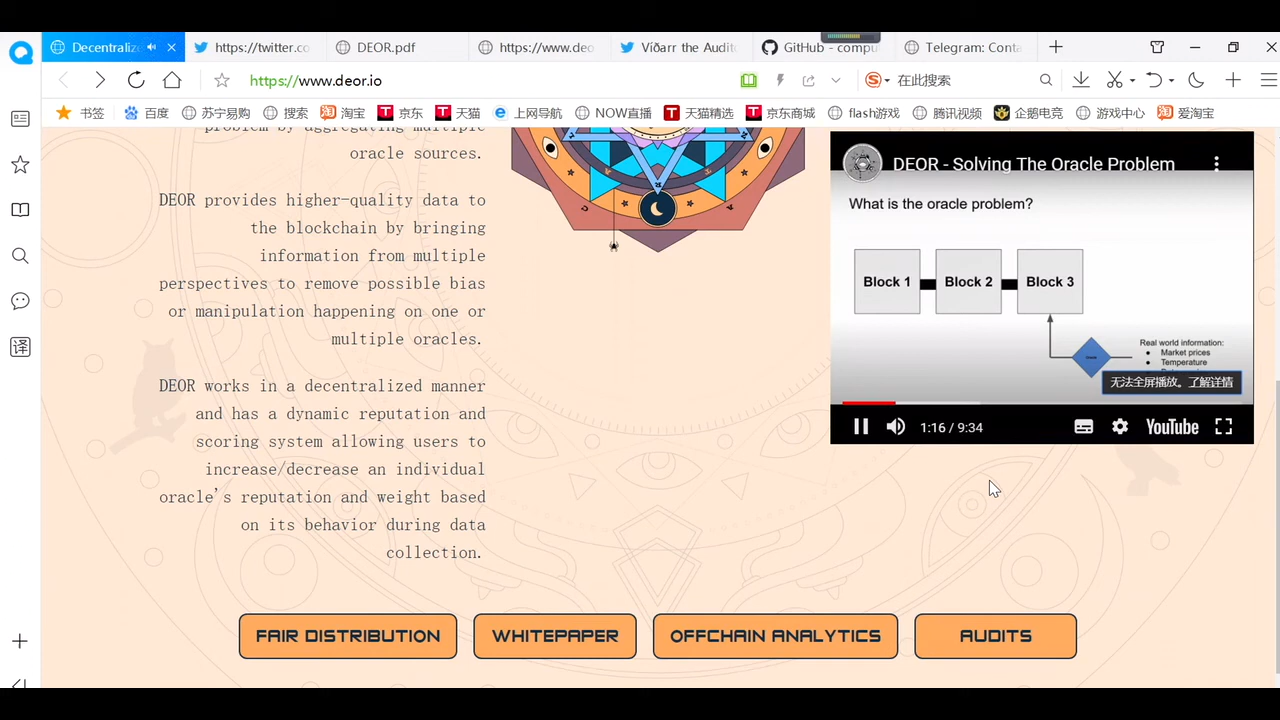 Decentraliz
https://twitter.co
DEOR.pdf
https://www.deo
Víðarr the Audit
GitHub - compu
Telegram: Conta
https://www.deor.io
在此搜索
书签
百度
苏宁易购
搜索
淘宝
京东
天猫
上网导航
NOW直播
天猫精选
京东商城
flash游戏
腾讯视频
企鹅电竞
游戏中心
爱淘宝
译
problem by aggregating multiple
oracle sources.
DEOR provides higher-quality data to
the blockchain by bringing
information from multiple
perspectives to remove possible bias
or manipulation happening on one or
multiple oracles.
DEOR works in a decentralized manner
and has a dynamic reputation and
scoring system allowing users to
increase/decrease an individual
oracle's reputation and weight based
on its behavior during data
collection.
DEOR - Solving The Oracle Problem
What is the oracle problem?
Block 1
Block 2
Block 3
Real world information:
• Market prices
• Temperature
无法全屏播放。了解详情
1:16 / 9:34
YouTube
FAIR DISTRIBUTION
WHITEPAPER
OFFCHAIN ANALYTICS
AUDITS